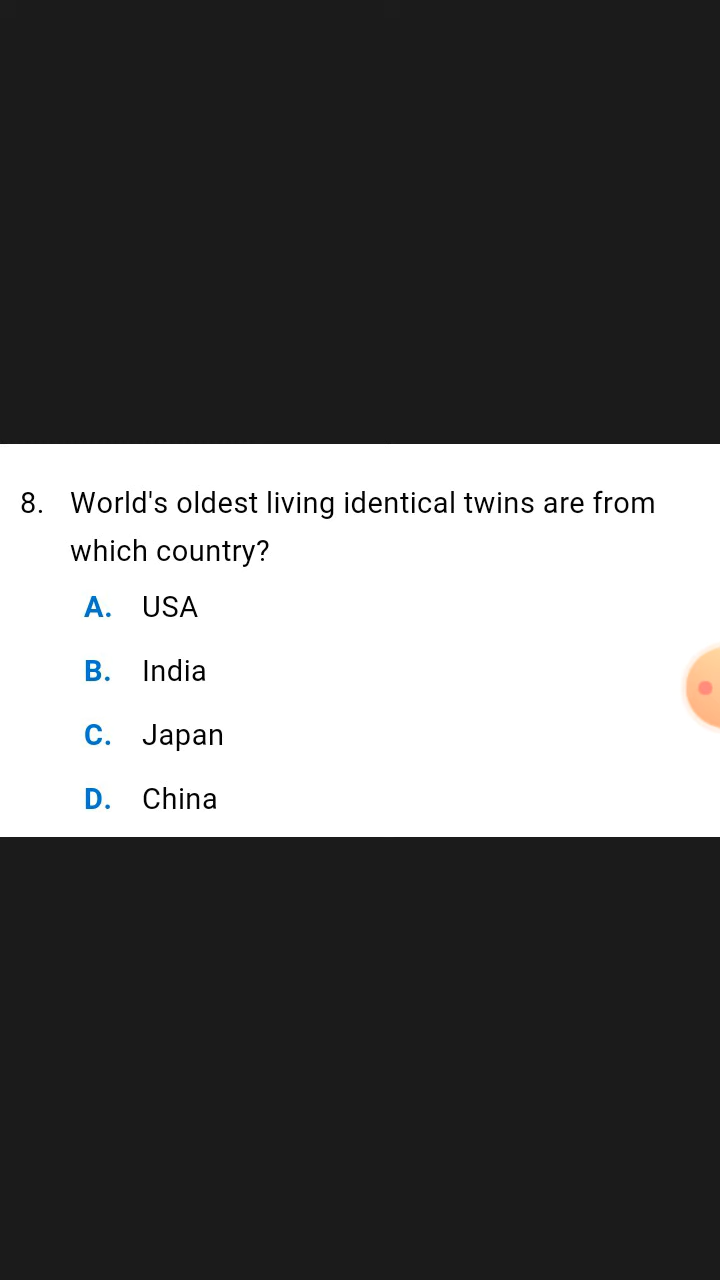 8. World's oldest living identical twins are from
which country?
A. USA
B. India
C. Japan
D. China